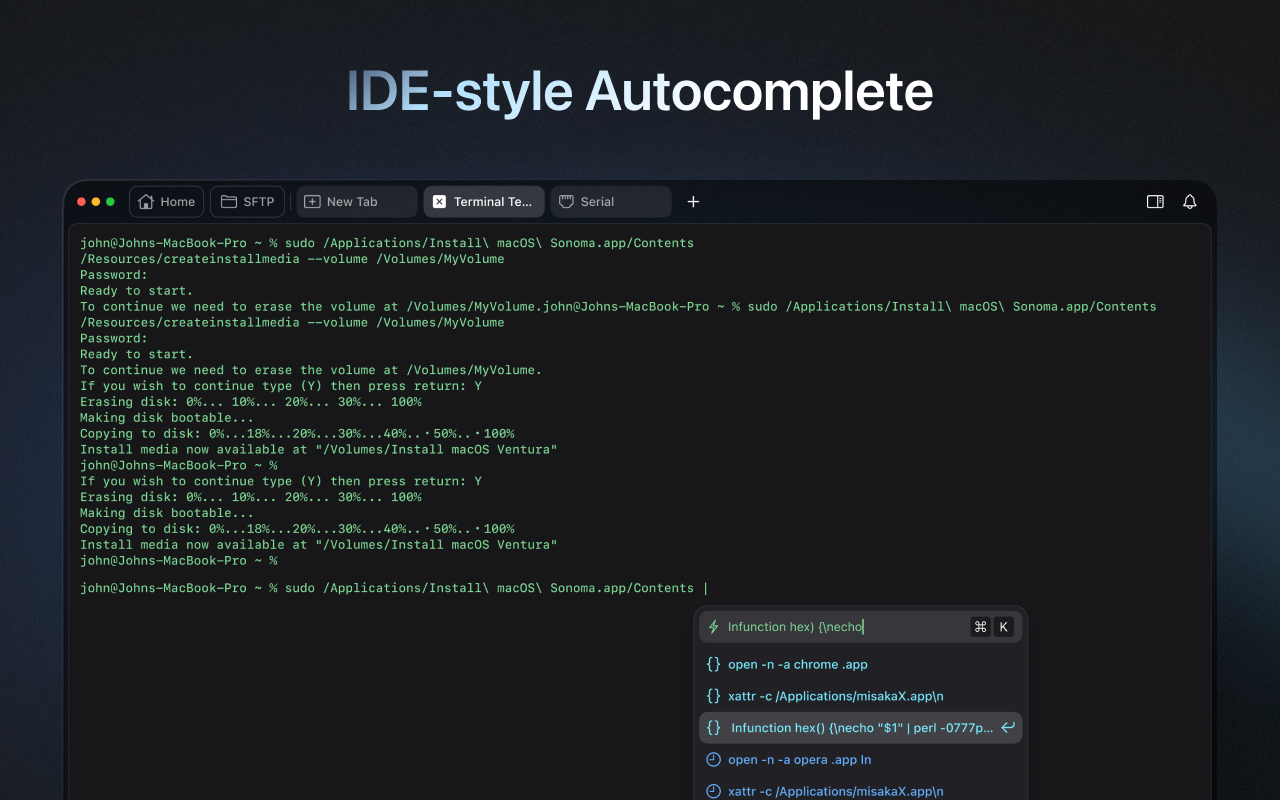 IDE-style Autocomplete
Home
SFTP
New Tab
Terminal Te...
Serial
john@Johns-MacBook-Pro ~ % sudo /Applications/Install\ macOS\ Sonoma.app/Contents
/Resources/createinstallmedia --volume /Volumes/MyVolume
Password:
Ready to start.
To continue we need to erase the volume at /Volumes/MyVolume.john@Johns-MacBook-Pro ~ % sudo /Applications/Install\ macOS\ Sonoma.app/Contents
/Resources/createinstallmedia --volume /Volumes/MyVolume
Password:
Ready to start.
To continue we need to erase the volume at /Volumes/MyVolume.
If you wish to continue type (Y) then press return: Y
Erasing disk: 0%... 10%... 20%... 30%... 100%
Making disk bootable...
Copying to disk: 0%...18%...20%...30%...40%..·50%..·100%
Install media now available at "/Volumes/Install macOS Ventura"
john@Johns-MacBook-Pro ~ %
If you wish to continue type (Y) then press return: Y
Erasing disk: 0%... 10%... 20%... 30%... 100%
Making disk bootable...
Copying to disk: 0%...18%...20%...30%...40%..·50%..·100%
Install media now available at "/Volumes/Install macOS Ventura"
john@Johns-MacBook-Pro ~ %
john@Johns-MacBook-Pro ~ % sudo /Applications/Install\ macOS\ Sonoma.app/Contents |
Infunction hex) {\necho
⌘ K
{} open -n -a chrome .app
{} xattr -c /Applications/misakaX.app\n
{} Infunction hex() {\necho "$1" | perl -0777p...
open -n -a opera .app In
xattr -c /Applications/misakaX.app\n